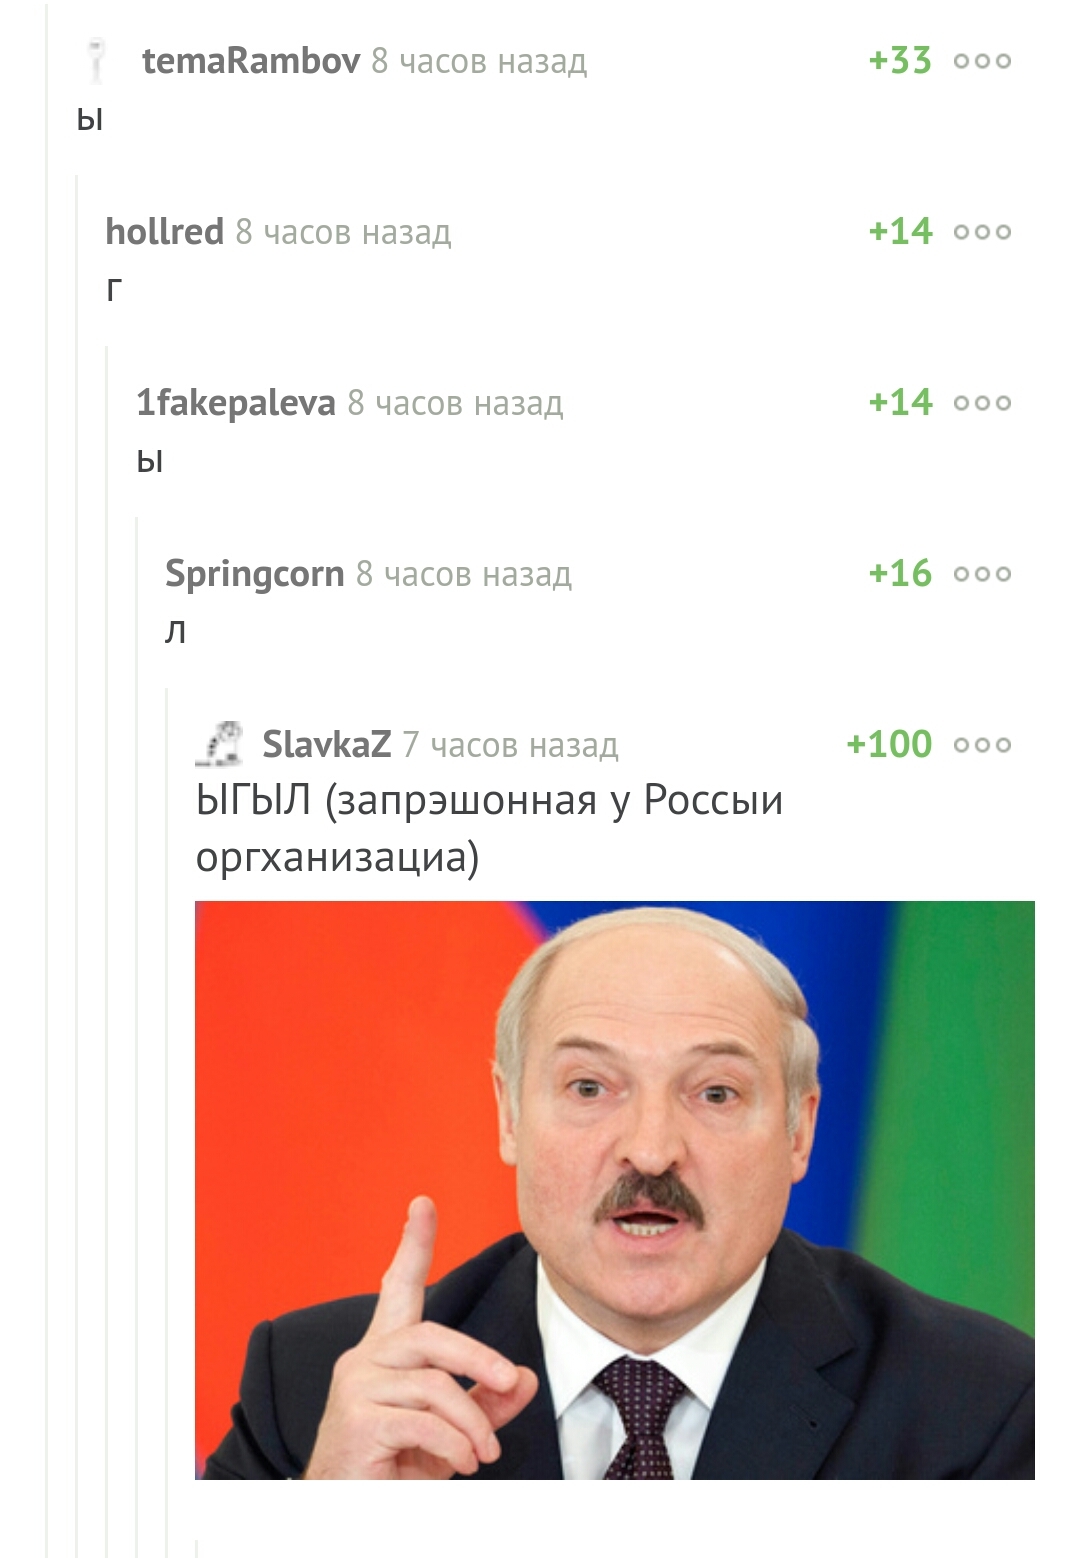 temaRambov 8 часов назад +33
ы
hollred 8 часов назад +14
г
1fakepaleva 8 часов назад +14
ы
Springcorn 8 часов назад +16
л
SlavkaZ 7 часов назад +100
ЫГЫЛ (запрэшонная у Россыи
оргханизациа)